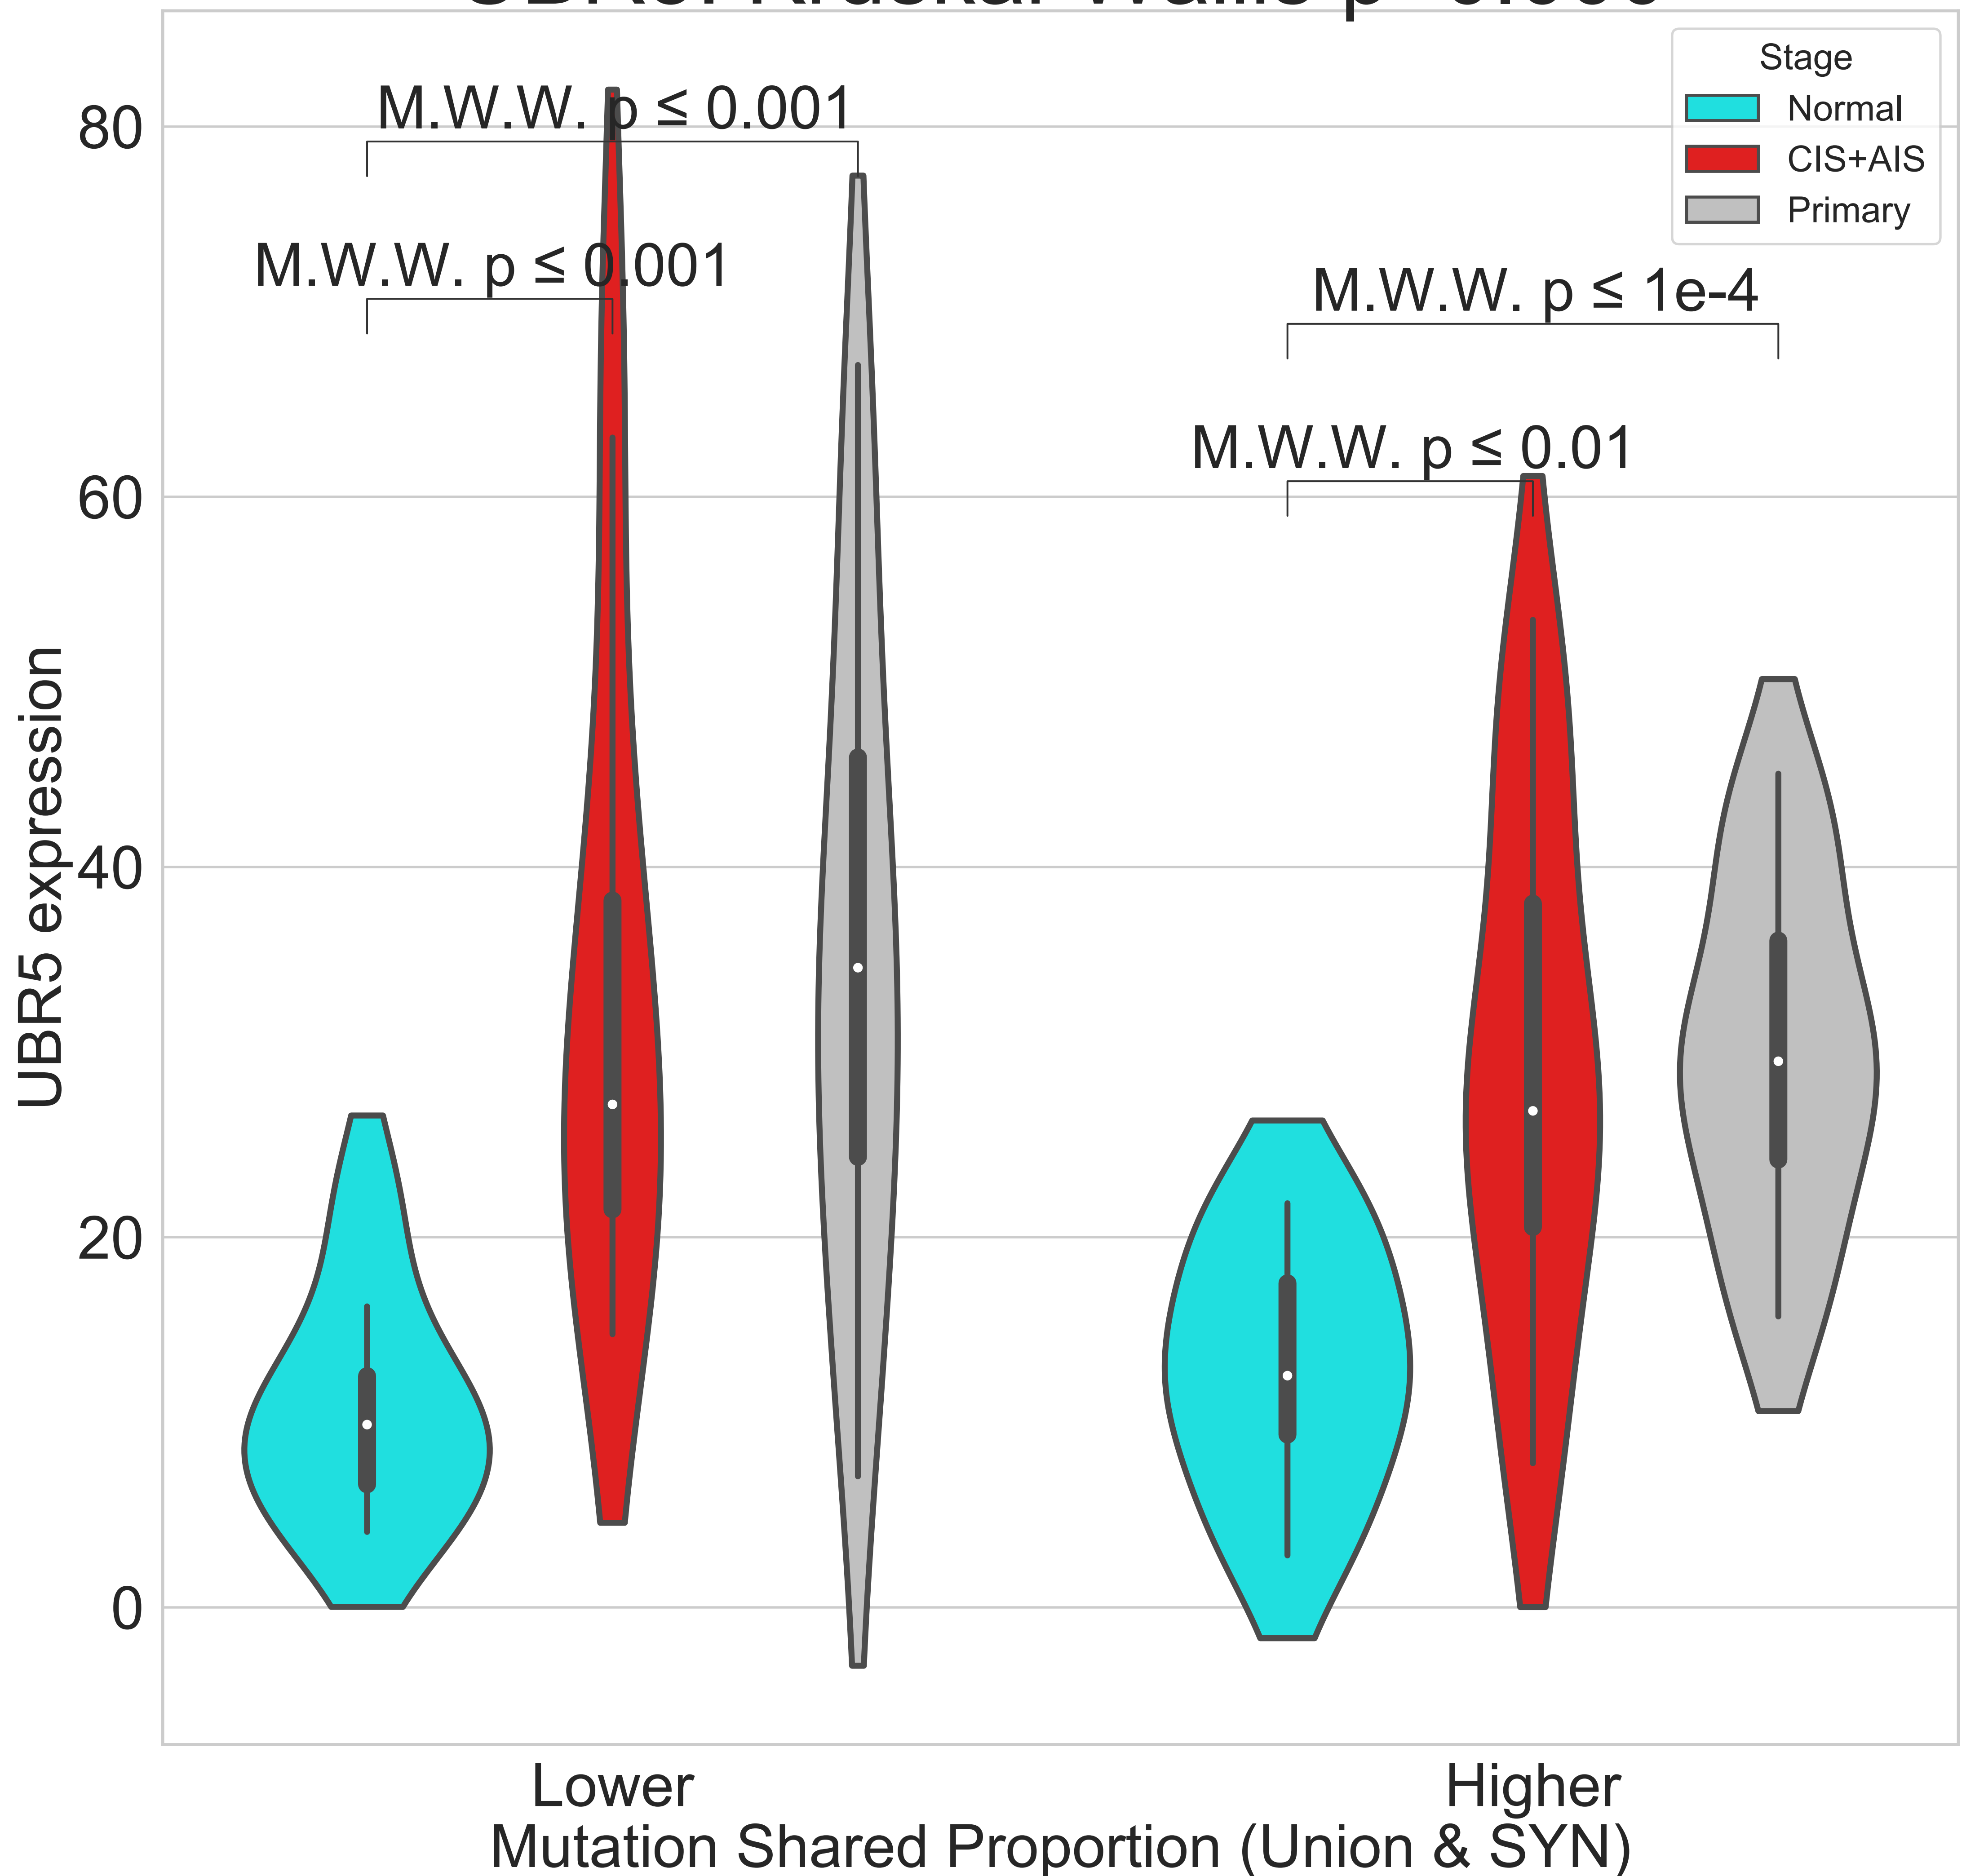 Stage
Normal
CIS+AIS
Primary
M.W.W. p ≤ 0.001
M.W.W. p ≤ 0.001
M.W.W. p ≤ 1e-4
M.W.W. p ≤ 0.01
80
60
40
20
0
UBR5 expression
Lower
Higher
Mutation Shared Proportion (Union & SYN)